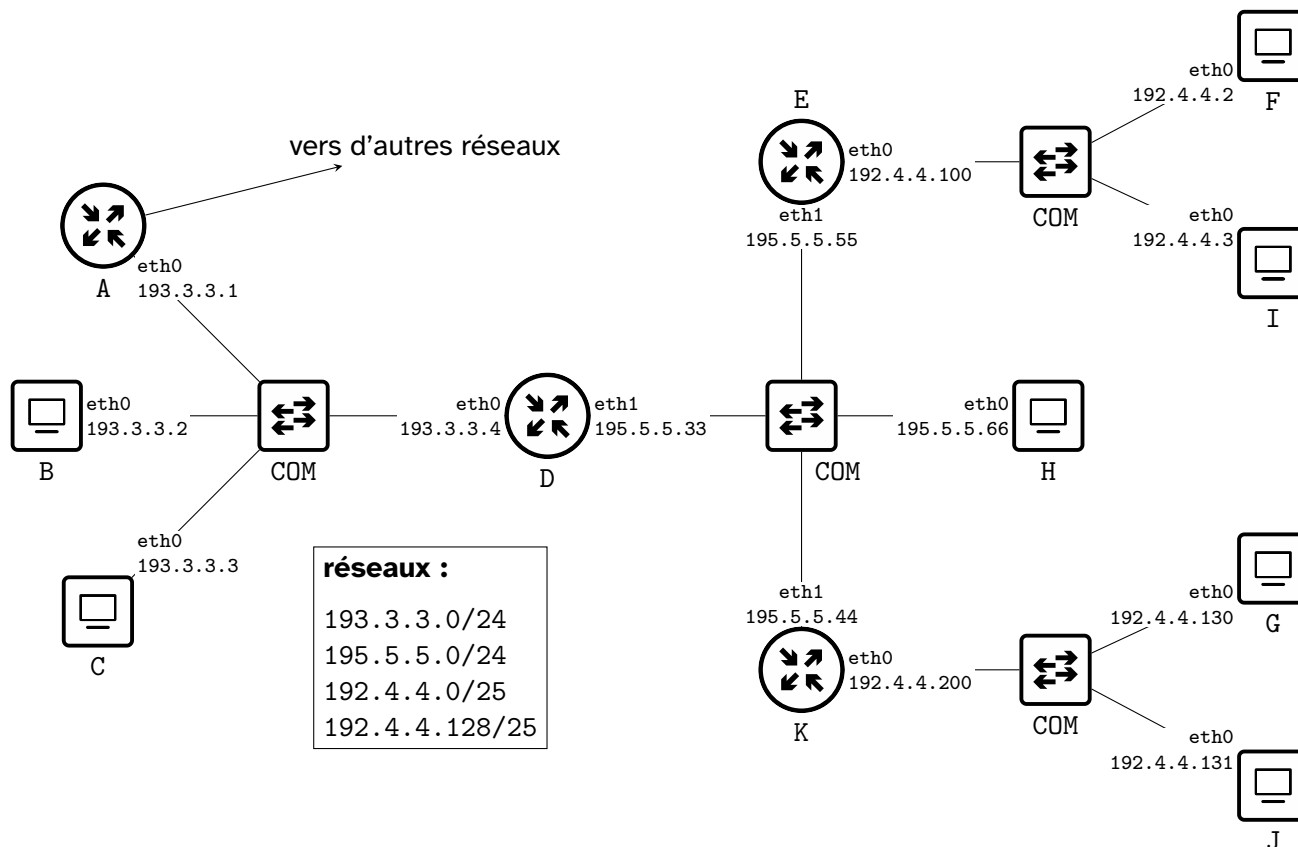 vers d'autres réseaux
A
eth0
193.3.3.1
eth0
193.3.3.2
B
eth0
193.3.3.3
C
COM
eth0
193.3.3.4
D
eth1
195.5.5.33
réseaux :
193.3.3.0/24
195.5.5.0/24
192.4.4.0/25
192.4.4.128/25
E
eth0
192.4.4.100
eth1
195.5.5.55
COM
eth0
192.4.4.2
F
eth0
192.4.4.3
I
COM
eth0
195.5.5.66
H
eth1
195.5.5.44
eth0
192.4.4.200
K
COM
eth0
192.4.4.130
G
eth0
192.4.4.131
J